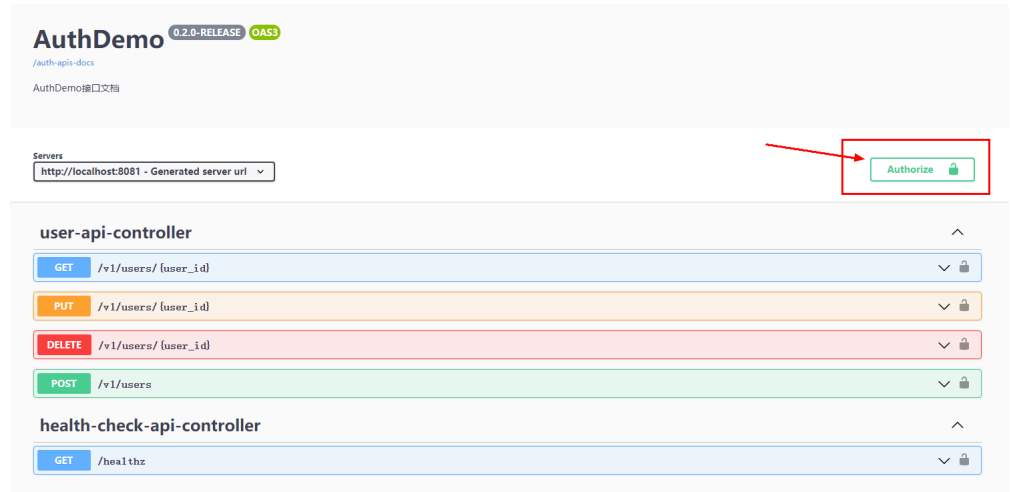 AuthDemo 0.2.0-RELEASE OAS3
/auth-apis-docs
AuthDemo接口文档
Servers
http://localhost:8081 - Generated server url
Authorize
user-api-controller
GET /v1/users/{user_id}
PUT /v1/users/{user_id}
DELETE /v1/users/{user_id}
POST /v1/users
health-check-api-controller
GET /healthz